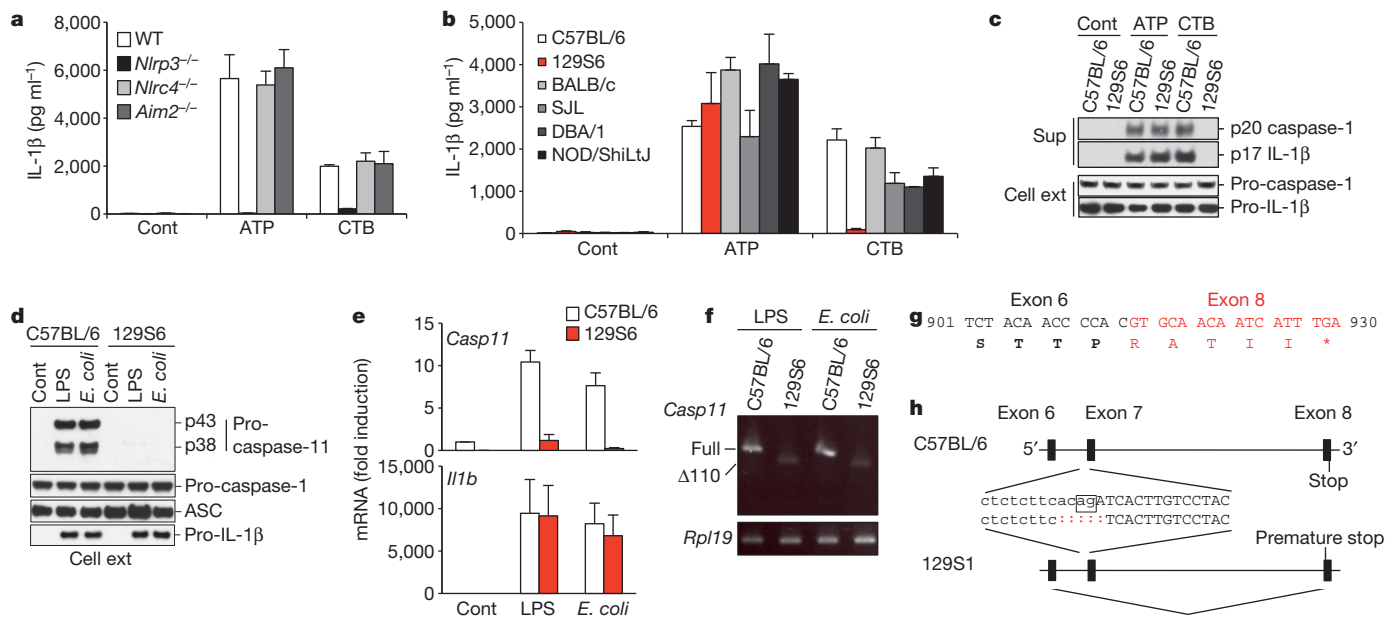 a
8,000
6,000
4,000
2,000
0
IL-1β (pg ml⁻¹)
WT
Nlrp3⁻/⁻
Nlrc4⁻/⁻
Aim2⁻/⁻
Cont ATP CTB
b
5,000
4,000
3,000
2,000
1,000
0
IL-1β (pg ml⁻¹)
C57BL/6
129S6
BALB/c
SJL
DBA/1
NOD/ShiLtJ
Cont ATP CTB
c
Cont ATP CTB
C57BL/6 129S6 C57BL/6 129S6 C57BL/6 129S6
Sup
p20 caspase-1
p17 IL-1β
Cell ext
Pro-caspase-1
Pro-IL-1β
d
C57BL/6 129S6
Cont LPS E. coli Cont LPS E. coli
p43
p38
Pro-
caspase-11
Pro-caspase-1
ASC
Pro-IL-1β
Cell ext
e
C57BL/6
129S6
mRNA (fold induction)
15
10
5
0
Casp11
15,000
10,000
5,000
0
Il1b
Cont LPS E. coli
f
LPS E. coli
C57BL/6 129S6 C57BL/6 129S6
Casp11
Full
Δ110
Rpl19
g
Exon 6 Exon 8
901 TCT ACA ACC CCA CGT GCA ACA ATC ATT TGA 930
S T T P R A T I I *
h
Exon 6 Exon 7 Exon 8
C57BL/6 5′ 3′
Stop
ctctcttcacagATCACTTGTCCTAC
ctctcttc:::::TCACTTGTCCTAC
Premature stop
129S1